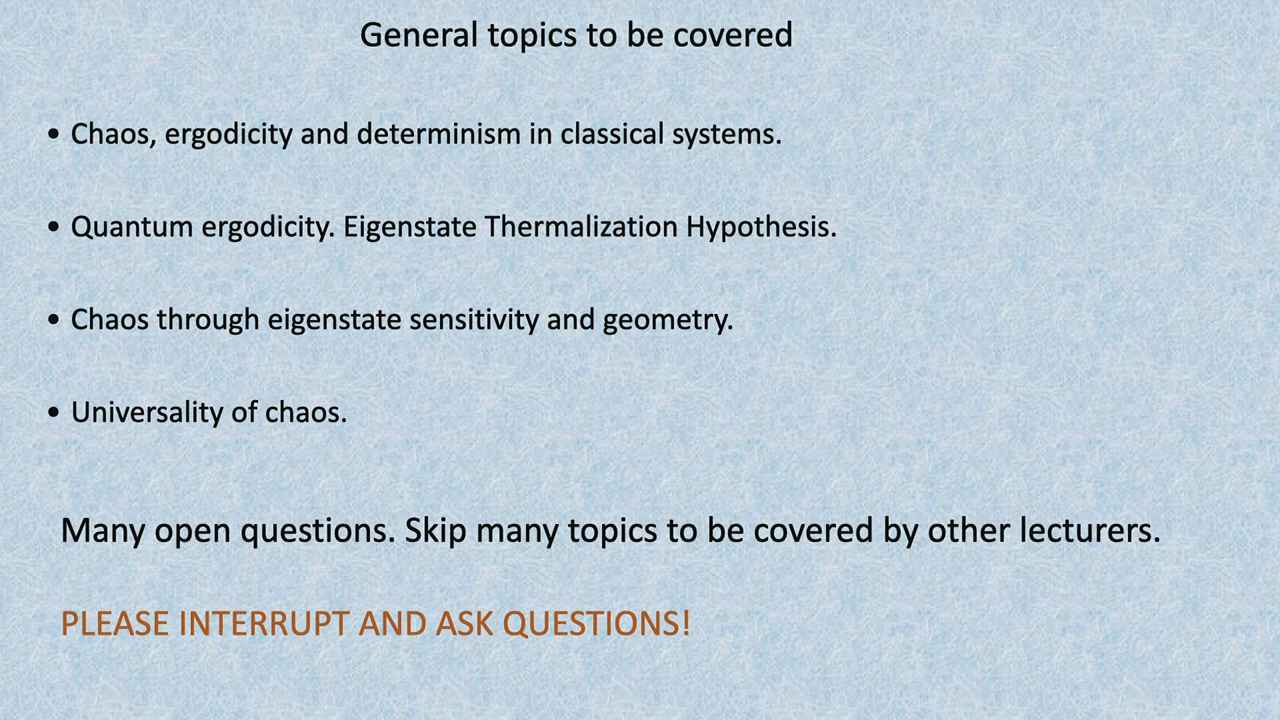 General topics to be covered
• Chaos, ergodicity and determinism in classical systems.
• Quantum ergodicity. Eigenstate Thermalization Hypothesis.
• Chaos through eigenstate sensitivity and geometry.
• Universality of chaos.
Many open questions. Skip many topics to be covered by other lecturers.
PLEASE INTERRUPT AND ASK QUESTIONS!